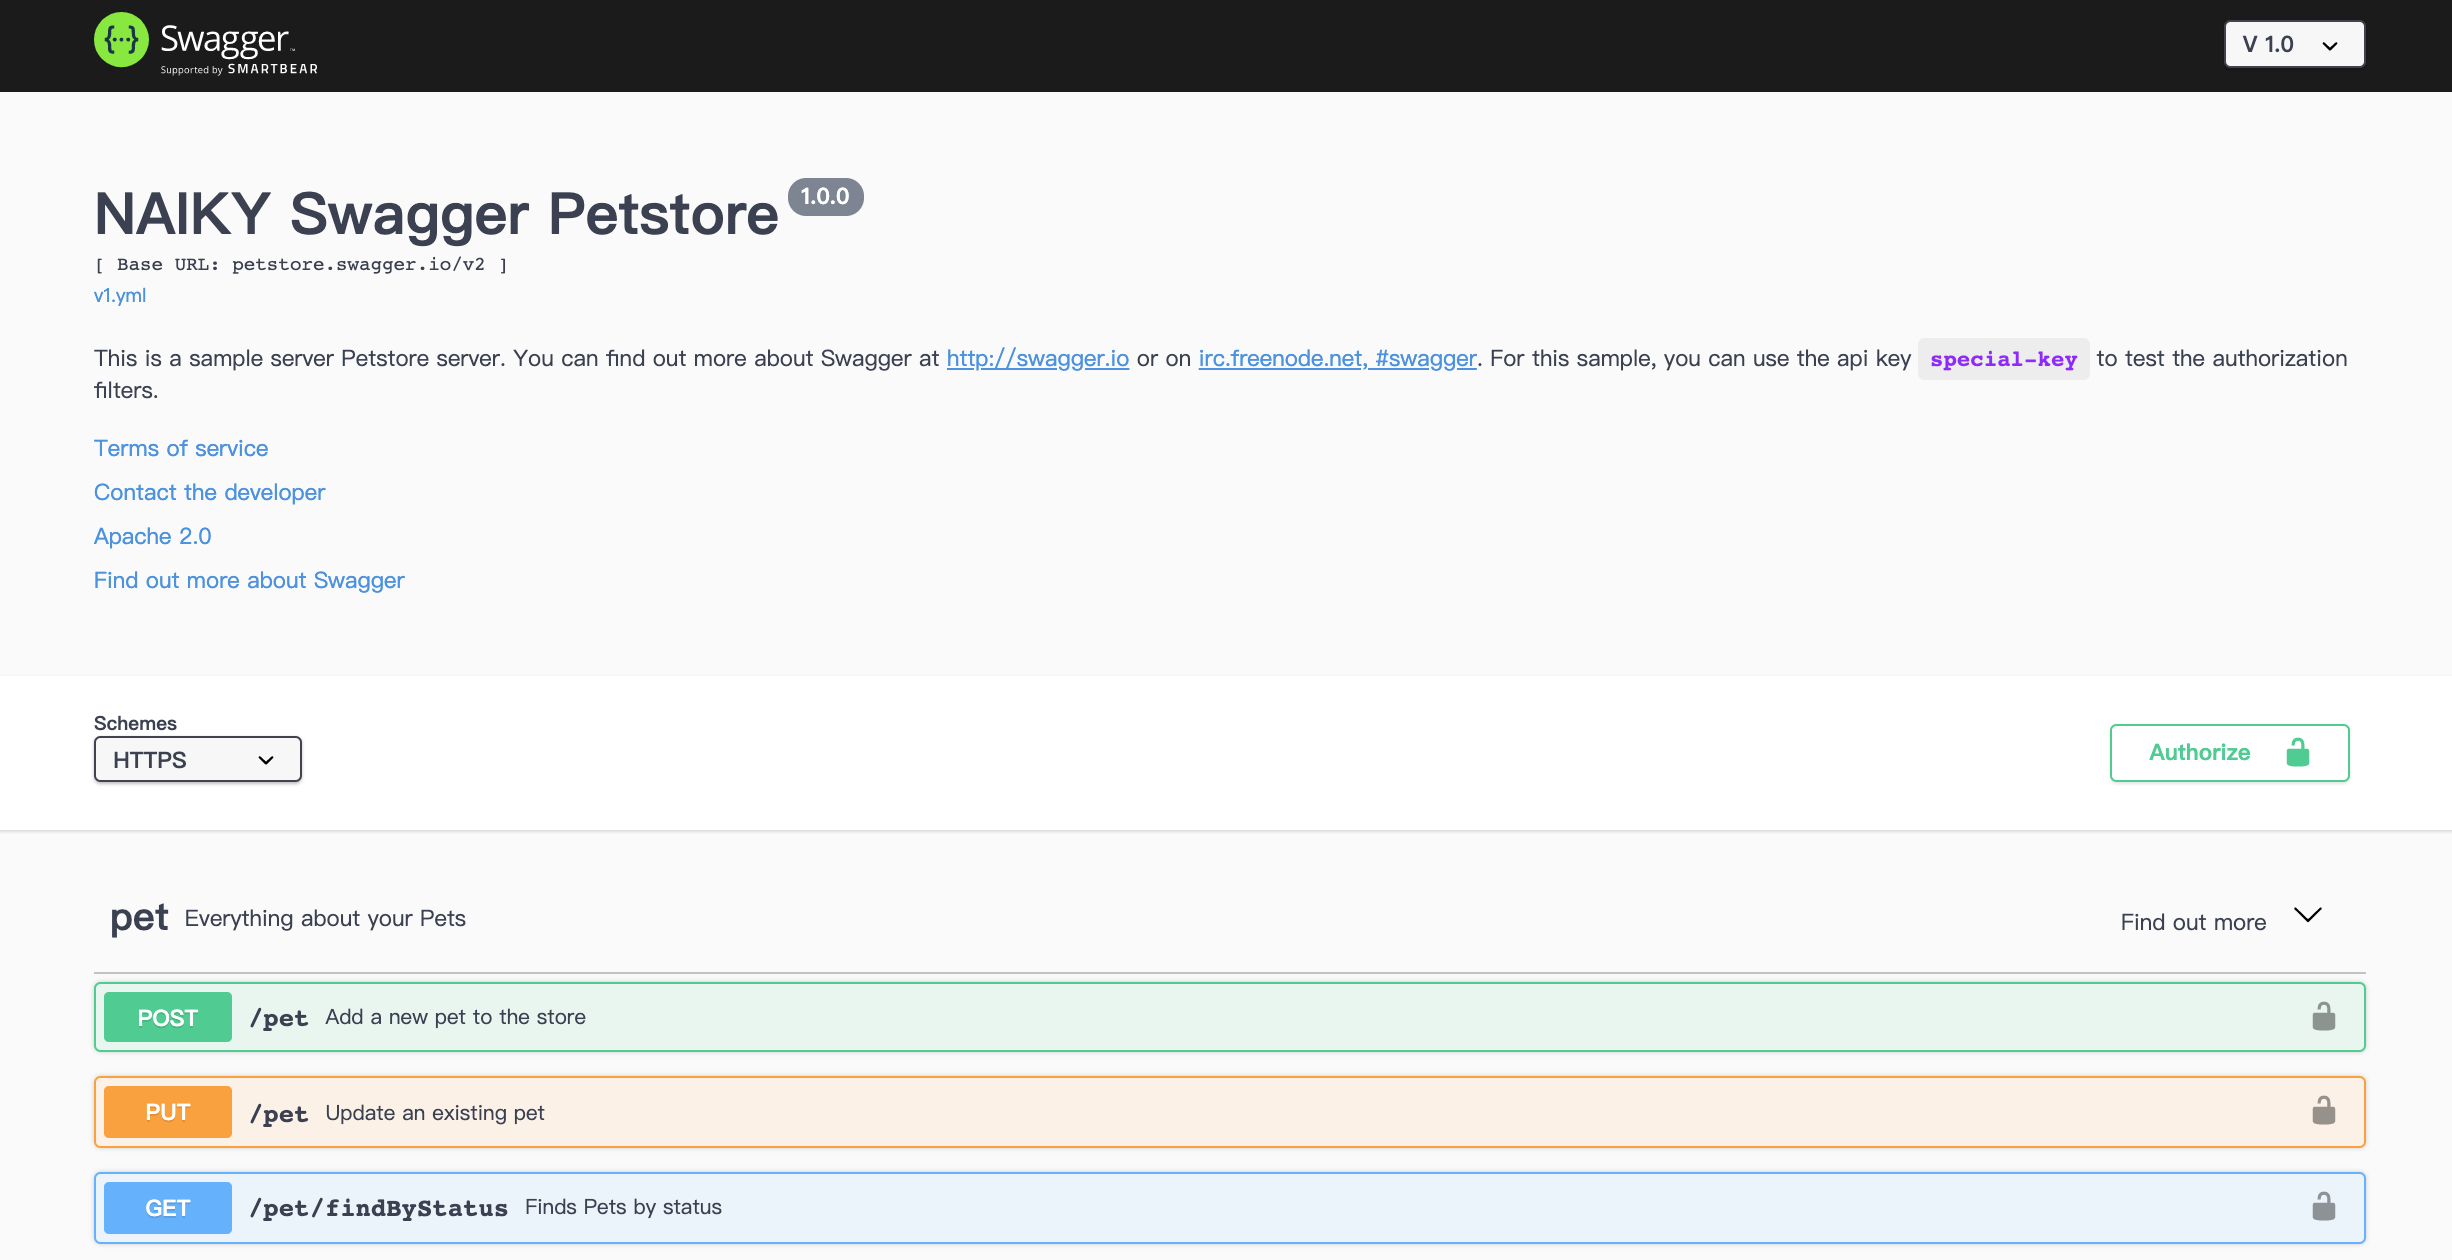 Swagger™
Supported by SMARTBEAR
V 1.0
NAIKY Swagger Petstore 1.0.0
[ Base URL: petstore.swagger.io/v2 ]
v1.yml
This is a sample server Petstore server. You can find out more about Swagger at http://swagger.io or on irc.freenode.net, #swagger. For this sample, you can use the api key special-key to test the authorization
filters.
Terms of service
Contact the developer
Apache 2.0
Find out more about Swagger
Schemes
HTTPS
Authorize
pet Everything about your Pets
Find out more
POST /pet Add a new pet to the store
PUT /pet Update an existing pet
GET /pet/findByStatus Finds Pets by status